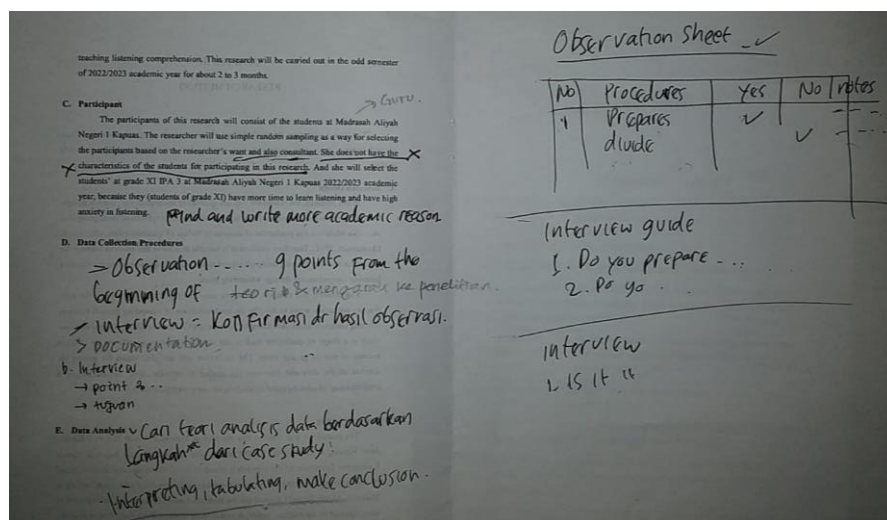 teaching listening comprehension. This research will be carried out in the odd semester
of 2022/2023 academic year for about 2 to 3 months.
C. Participant
→ GURU.
The participants of this research will consist of the students at Madrasah Aliyah
Negeri 1 Kapuas. The researcher will use simple random sampling as a way for selecting
the participants based on the researcher's want and also consultant. She does not have the
characteristics of the students for participating in this research. And she will select the
students' at grade XI IPA 3 at Madrasah Aliyah Negeri 1 Kapuas 2022/2023 academic
year, because they (students of grade XI) have more time to learn listening and have high
anxiety in listening.
Find and write more academic reason
D. Data Collection Procedures
> Observation ...... 9 points from the
beginning of teori & mengarah ke penelitian.
> interview = Konfirmasi dr hasil observasi.
> DOCUMENTATION
b. Interview
→ point 2 ..
→ tujuan
E. Data Analysis ✓ Cari teori analisis data berdasarkan
langkah² dari case study:
- Interpreting, tabulating, make conclusion.
Observation sheet ✓
No Procedures Yes No notes
1 Prepares ✓
divide ✓
Interview guide
1. Do you prepare - ..
2. Do yo .
interview
1. IS it